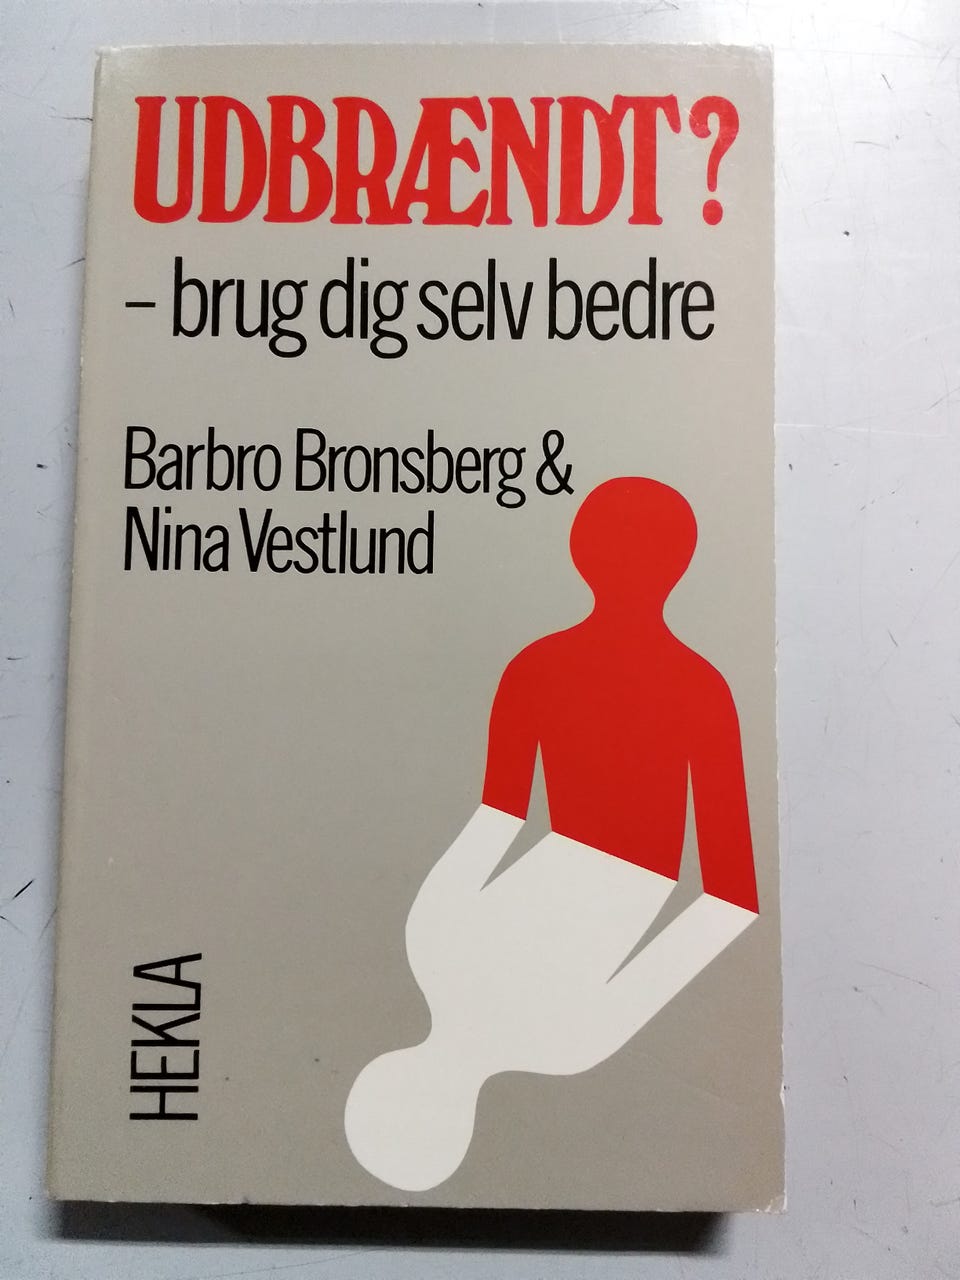 UDBRÆNDT?
– brug dig selv bedre
Barbro Bronsberg &
Nina Vestlund
HEKLA